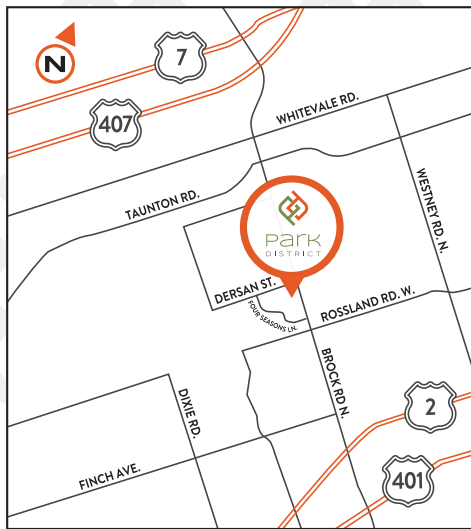 N
7
407
WHITEVALE RD.
TAUNTON RD.
WESTNEY RD. N.
park
DISTRICT
DERSAN ST.
FOUR SEASONS LN.
ROSSLAND RD. W.
BROCK RD N.
DIXIE RD.
2
FINCH AVE.
401